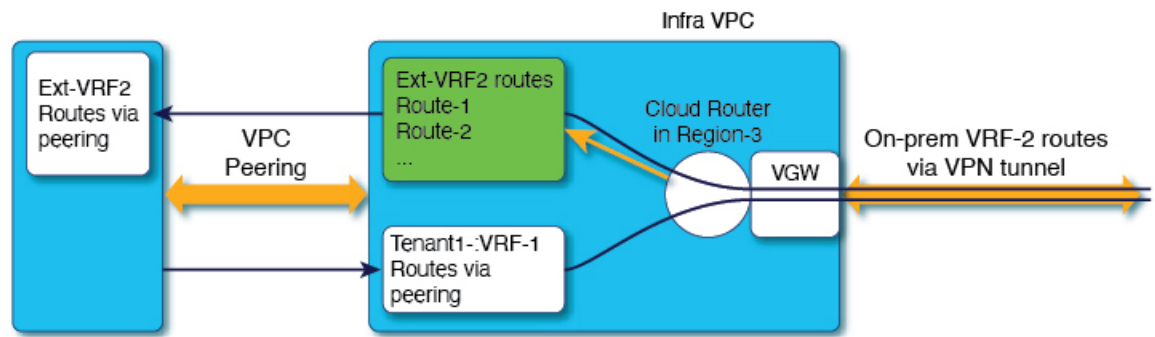 Infra VPC
Ext-VRF2
Routes via
peering
VPC
Peering
Ext-VRF2 routes
Route-1
Route-2
...
Tenant1-:VRF-1
Routes via
peering
Cloud Router
in Region-3
VGW
On-prem VRF-2 routes
via VPN tunnel